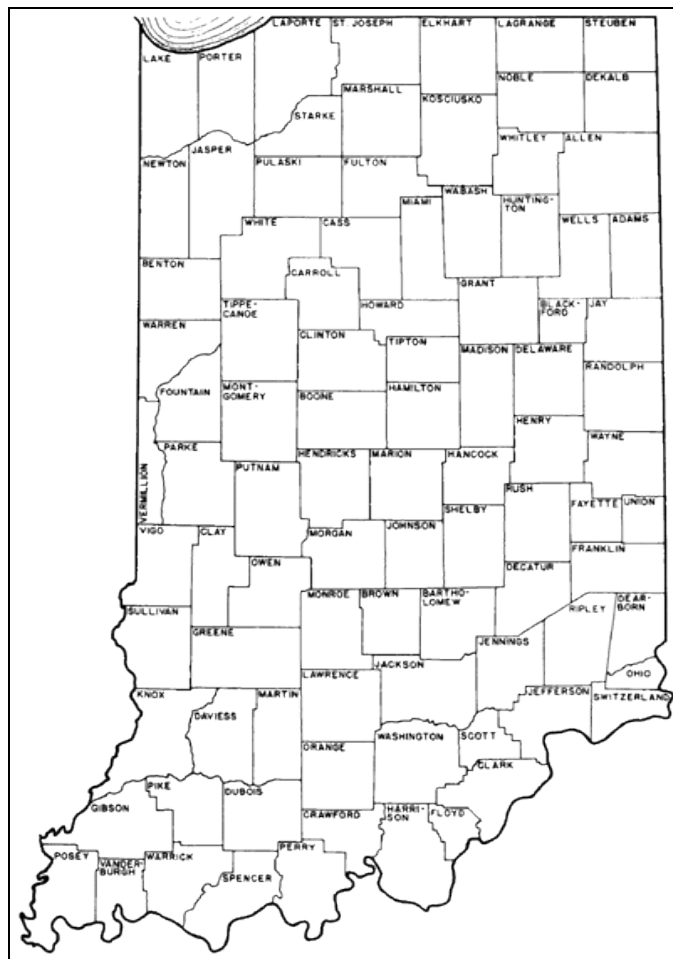 LAPORTE
ST. JOSEPH
ELKHART
LAGRANGE
STEUBEN
LAKE
PORTER
NOBLE
DEKALB
MARSHALL
KOSCIUSKO
STARKE
WHITLEY
ALLEN
NEWTON
JASPER
PULASKI
FULTON
MIAMI
WABASH
HUNTING-
TON
WHITE
CASS
WELLS
ADAMS
BENTON
CARROLL
GRANT
TIPPE-
CANOE
HOWARD
BLACK-
FORD
JAY
WARREN
CLINTON
TIPTON
MADISON
DELAWARE
RANDOLPH
FOUNTAIN
MONT-
GOMERY
BOONE
HAMILTON
HENRY
WAYNE
VERMILLION
PARKE
PUTNAM
HENDRICKS
MARION
HANCOCK
RUSH
FAYETTE
UNION
VIGO
CLAY
MORGAN
JOHNSON
SHELBY
FRANKLIN
OWEN
DECATUR
SULLIVAN
MONROE
BROWN
BARTHO-
LOMEW
RIPLEY
DEAR-
BORN
GREENE
JENNINGS
LAWRENCE
JACKSON
OHIO
KNOX
DAVIESS
MARTIN
JEFFERSON
SWITZERLAND
ORANGE
WASHINGTON
SCOTT
CLARK
PIKE
DUBOIS
GIBSON
CRAWFORD
HARRI-
SON
FLOYD
POSEY
VANDER-
BURGH
WARRICK
SPENCER
PERRY